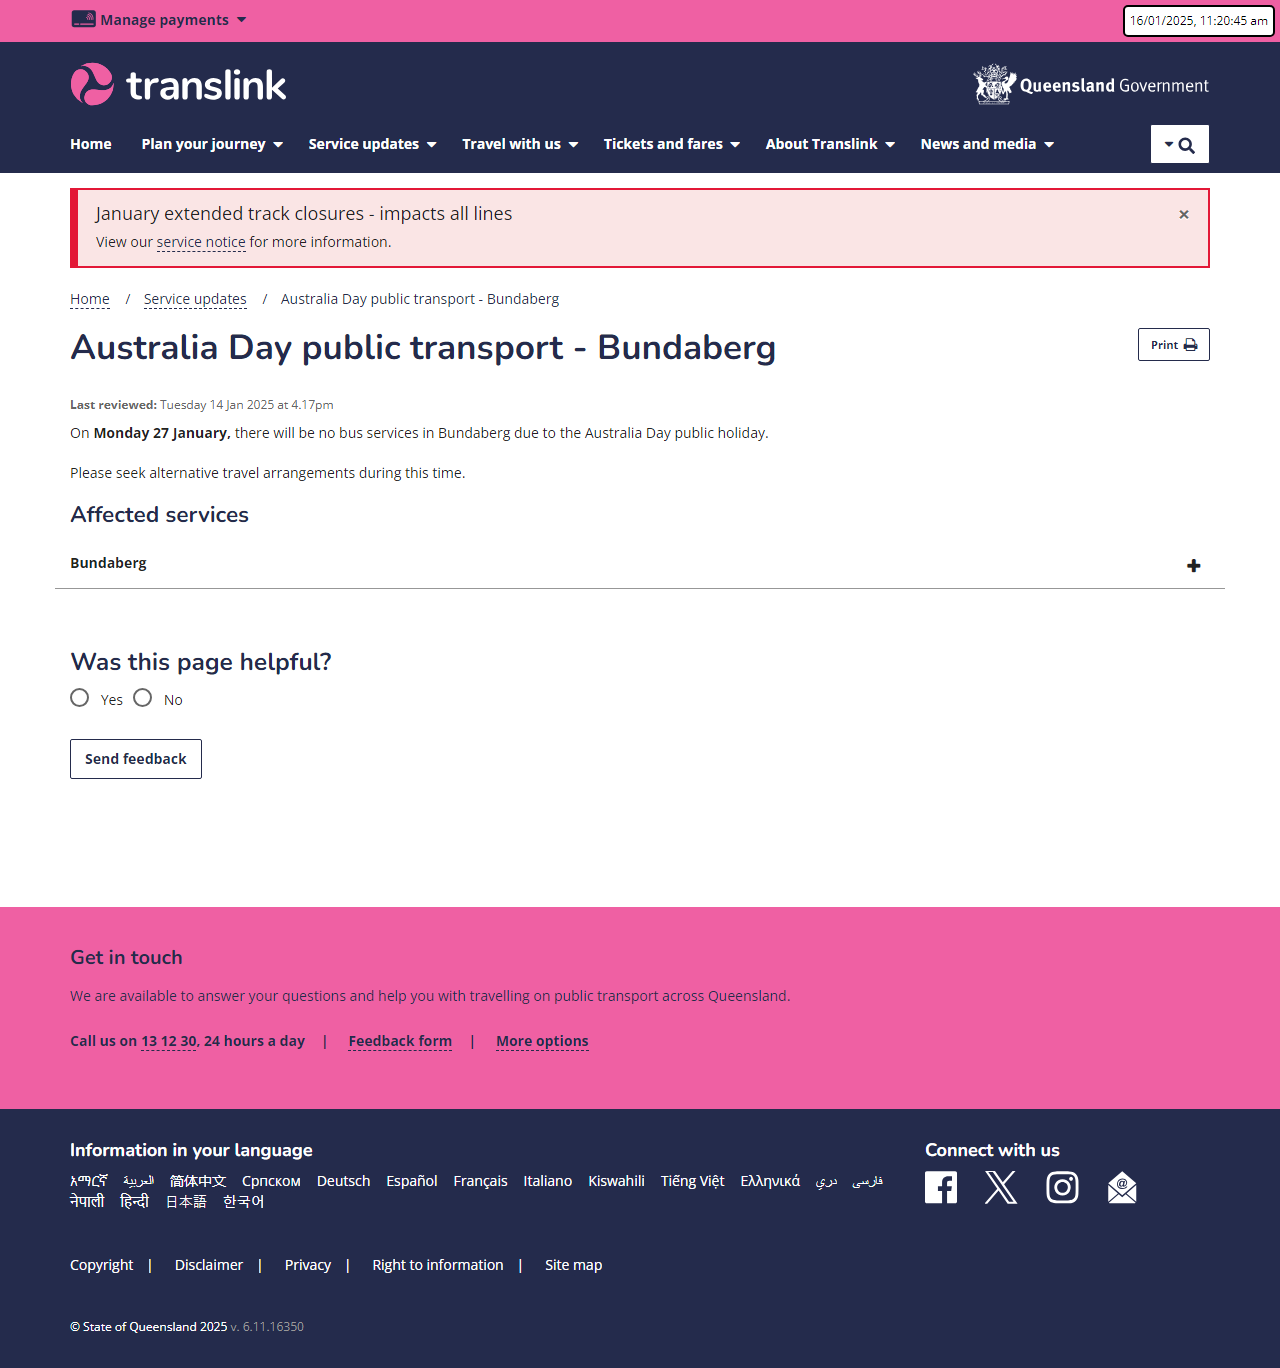 Manage payments
16/01/2025, 11:20:45 am
translink
Queensland Government
Home Plan your journey Service updates Travel with us Tickets and fares About Translink News and media
January extended track closures - impacts all lines
×
View our service notice for more information.
Home / Service updates / Australia Day public transport - Bundaberg
Australia Day public transport - Bundaberg
Print
Last reviewed: Tuesday 14 Jan 2025 at 4.17pm
On Monday 27 January, there will be no bus services in Bundaberg due to the Australia Day public holiday.
Please seek alternative travel arrangements during this time.
Affected services
Bundaberg
Was this page helpful?
Yes No
Send feedback
Get in touch
We are available to answer your questions and help you with travelling on public transport across Queensland.
Call us on 13 12 30, 24 hours a day | Feedback form | More options
Information in your language
Connect with us
አማርኛ العربية 简体中文 Српском Deutsch Español Français Italiano Kiswahili Tiếng Việt Ελληνικά دري فارسی
नेपाली हिन्दी 日本語 한국어
Copyright | Disclaimer | Privacy | Right to information | Site map
© State of Queensland 2025 v. 6.11.16350